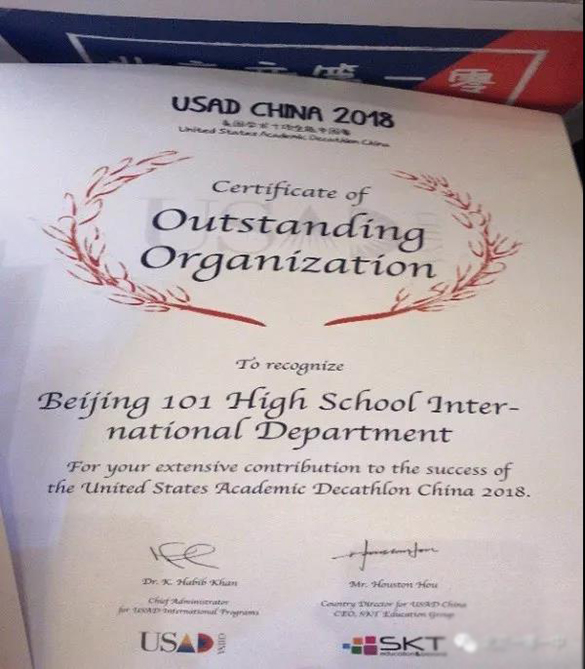 USAD CHINA 2018
United States Academic Decathlon China
Certificate of
Outstanding
Organization
To recognize
Beijing 101 High School Inter-
national Department
For your extensive contribution to the success of
the United States Academic Decathlon China 2018.
Dr. K. Habib Khan
Mr. Houston Hou
Chief Administrator
for USAD International Programs
Country Director for USAD China
CEO, SKT Education Group
USAD
SKT